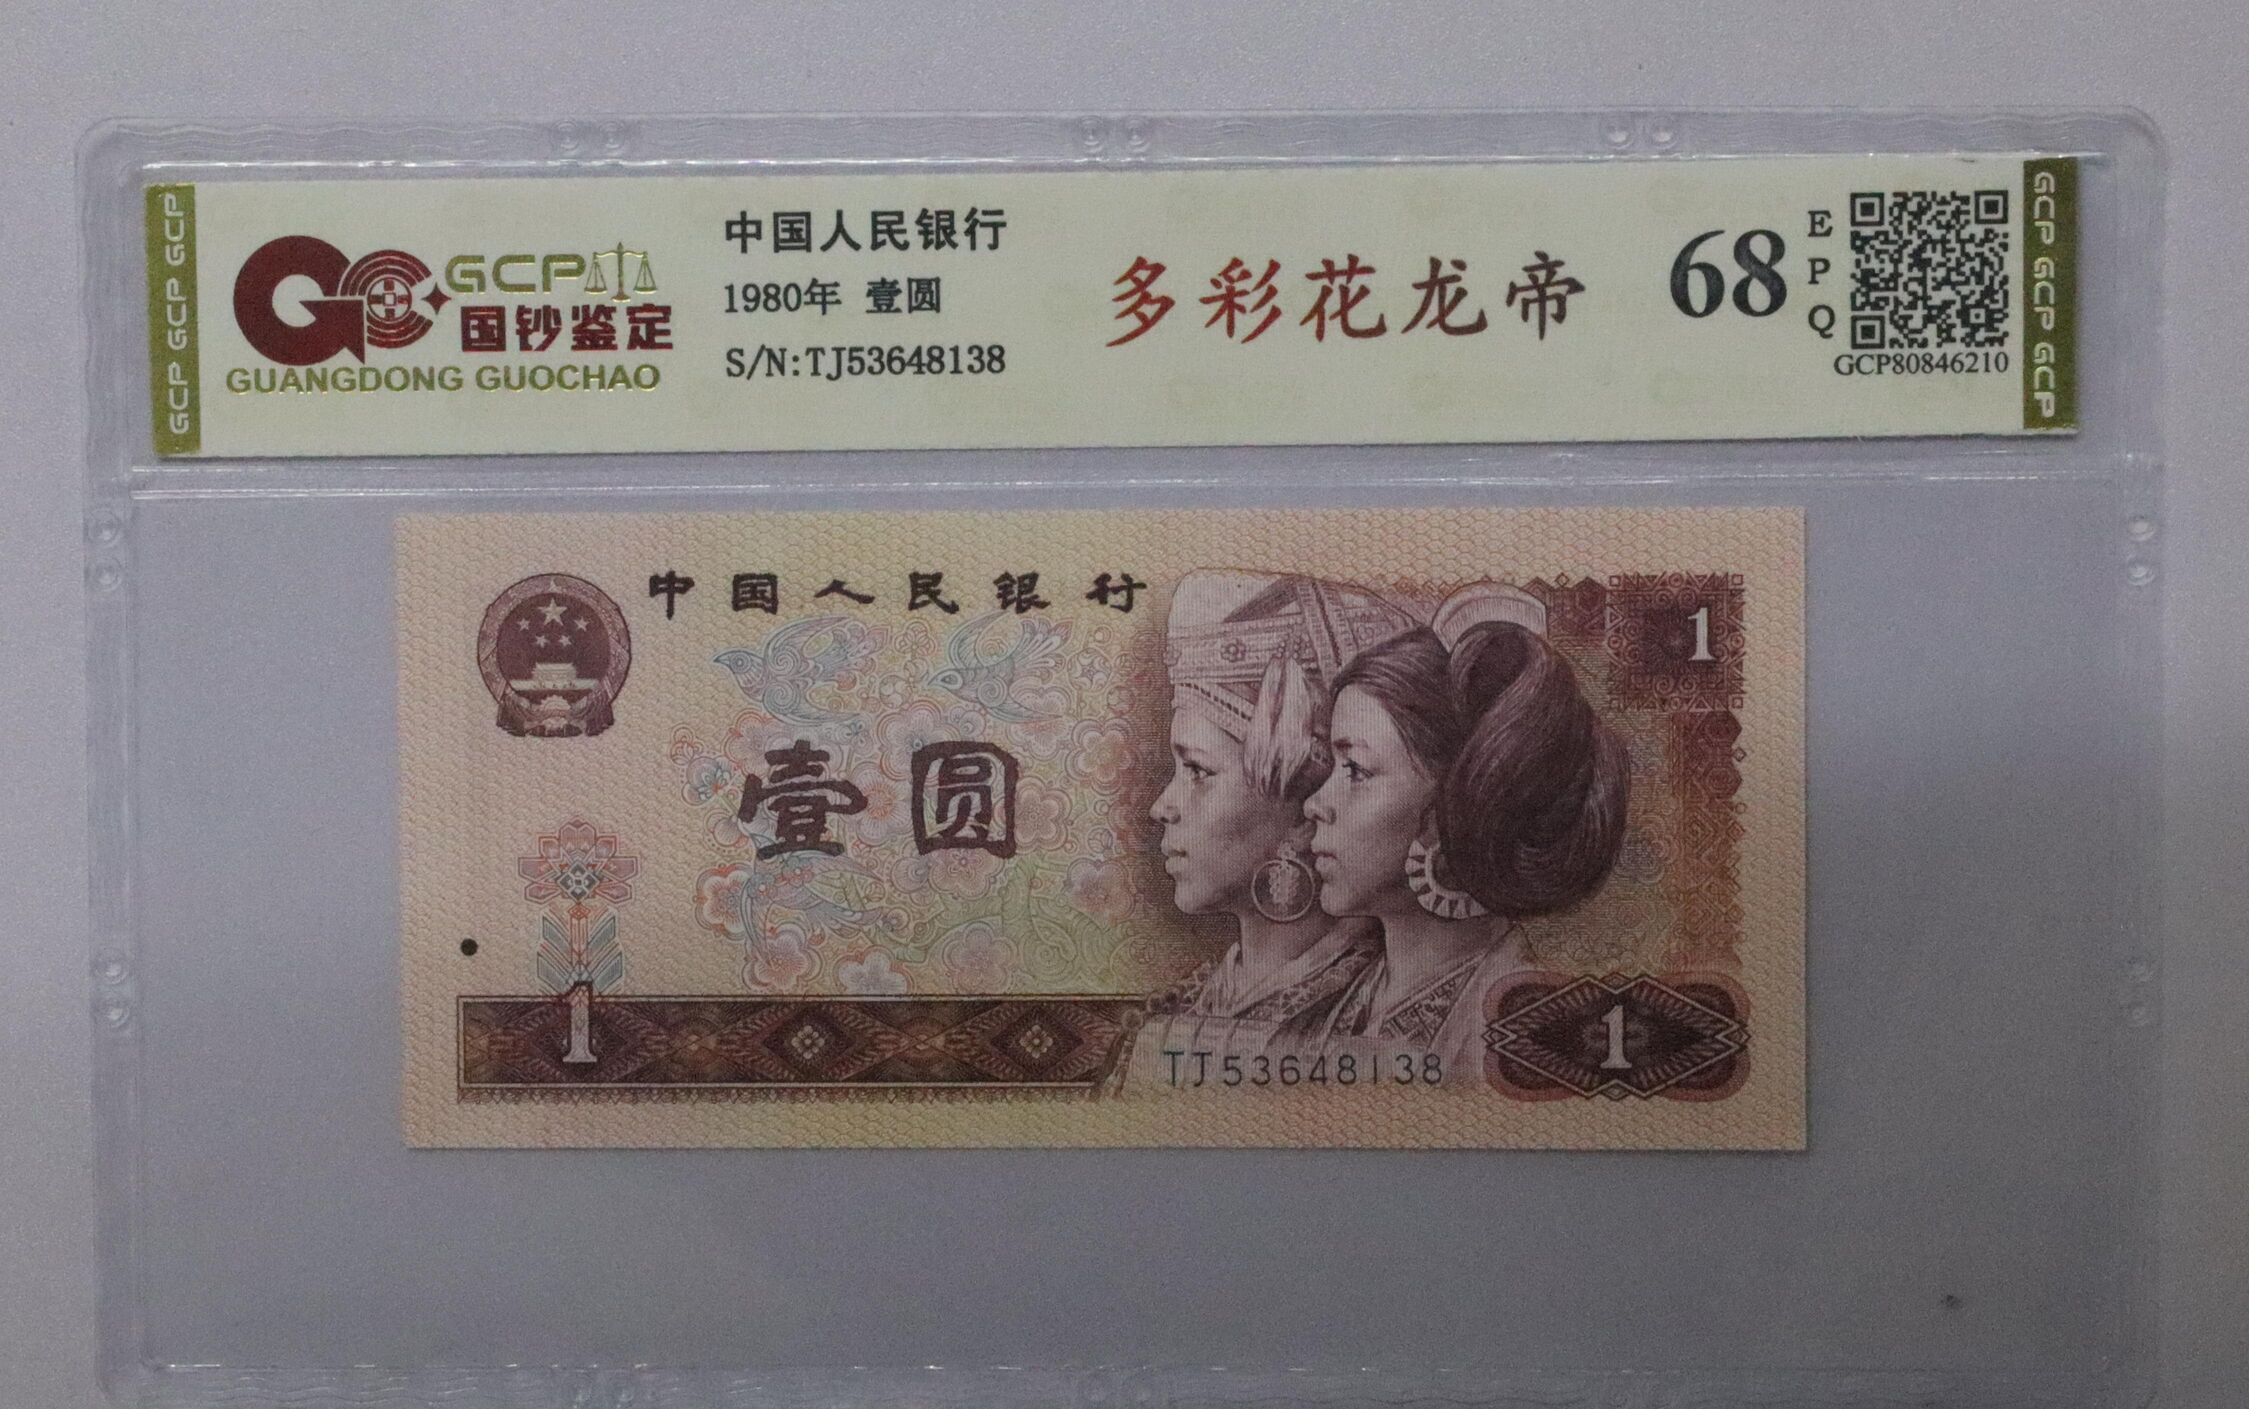 GCP GCP GCP
GCP
国钞鉴定
GUANGDONG GUOCHAO
中国人民银行
1980年 壹圆
S/N:TJ53648138
多彩花龙帝
68
EPQ
GCP80846210
GCP GCP GCP
中国人民银行
1
壹圆
1
1
TJ53648138